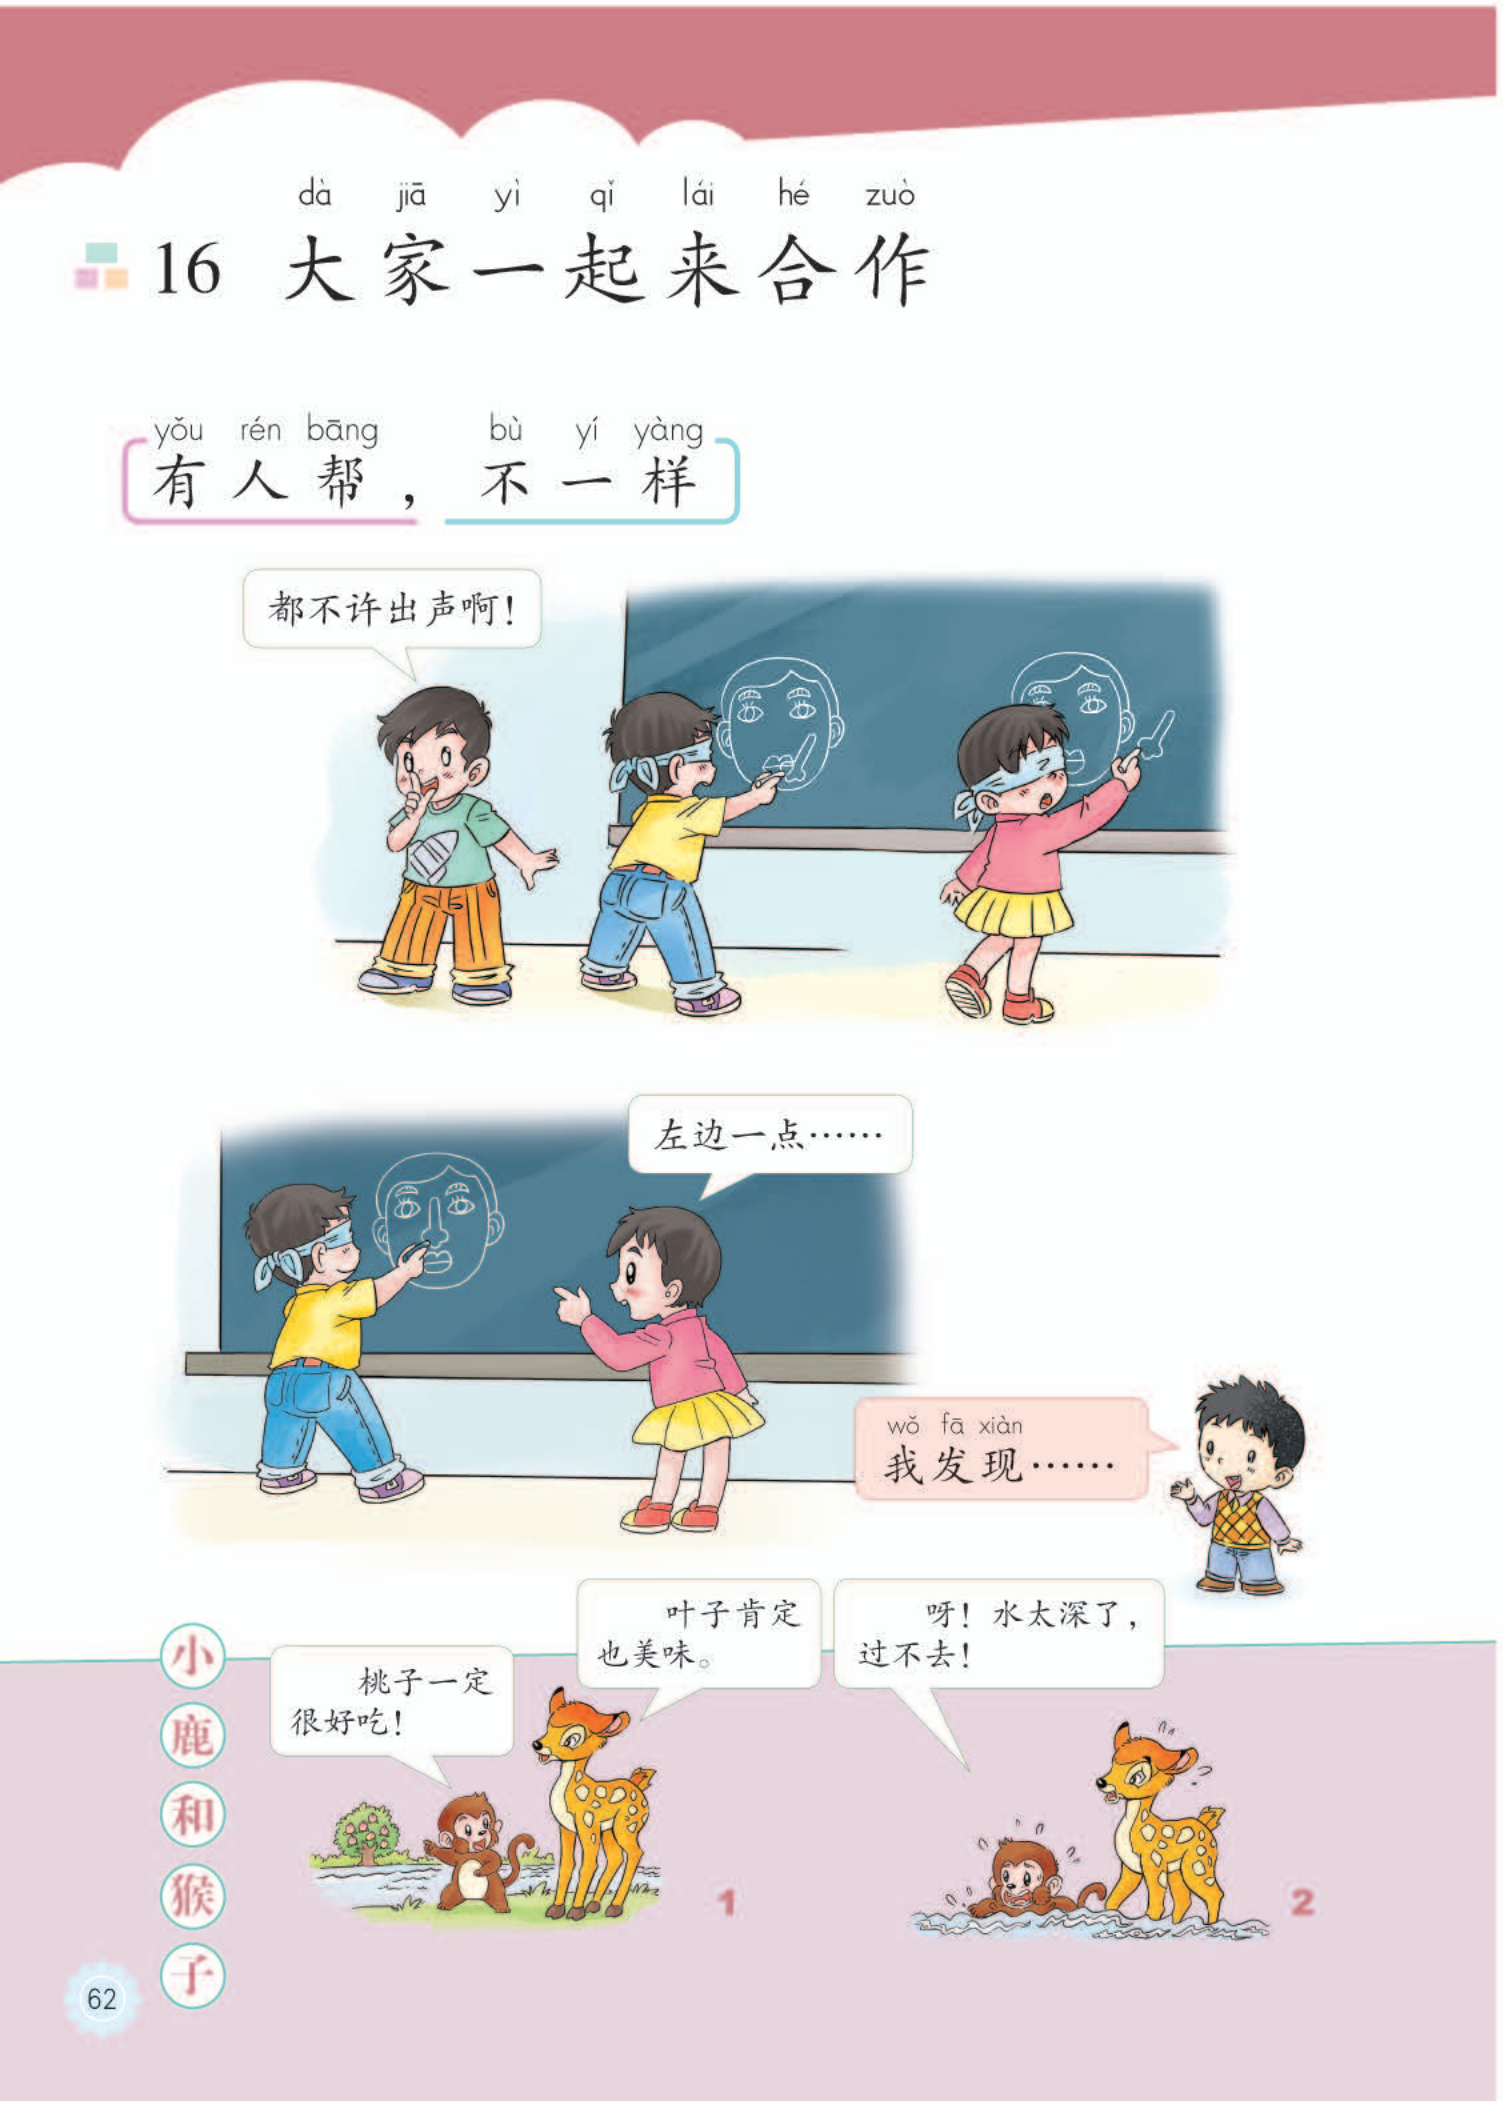 dà jiā yì qǐ lái hé zuò
16 大家一起来合作
yǒu rén bāng bù yí yàng
有人帮，不一样
都不许出声啊！
左边一点……
wǒ fā xiàn
我发现……
小鹿和猴子
桃子一定
很好吃！
叶子肯定
也美味。
呀！水太深了，
过不去！
1
2
62